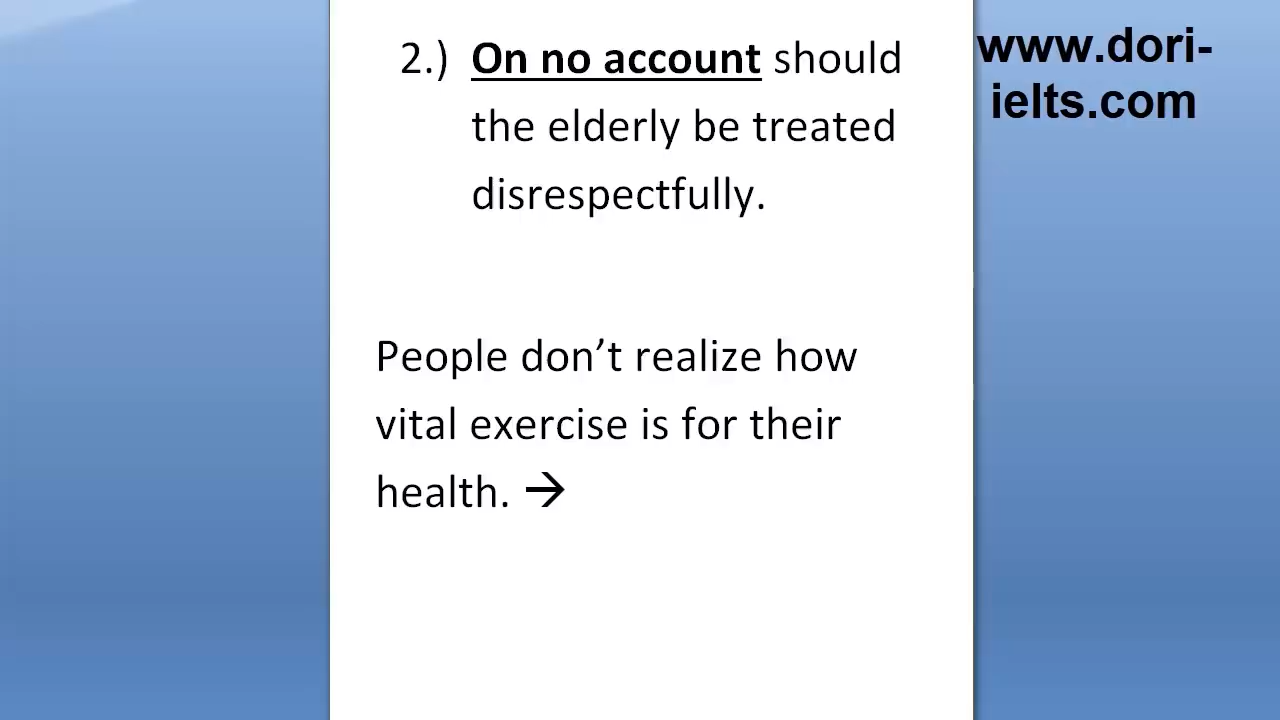 2.) On no account should
the elderly be treated
disrespectfully.
People don’t realize how
vital exercise is for their
health. →
www.dori-
ielts.com